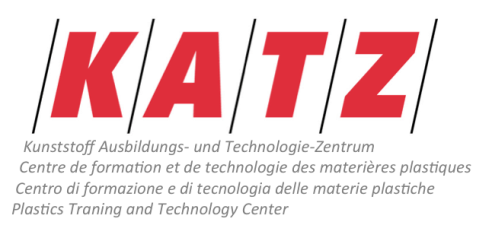 KATZ
Kunststoff Ausbildungs- und Technologie-Zentrum
Centre de formation et de technologie des materières plastiques
Centro di formazione e di tecnologia delle materie plastiche
Plastics Traning and Technology Center